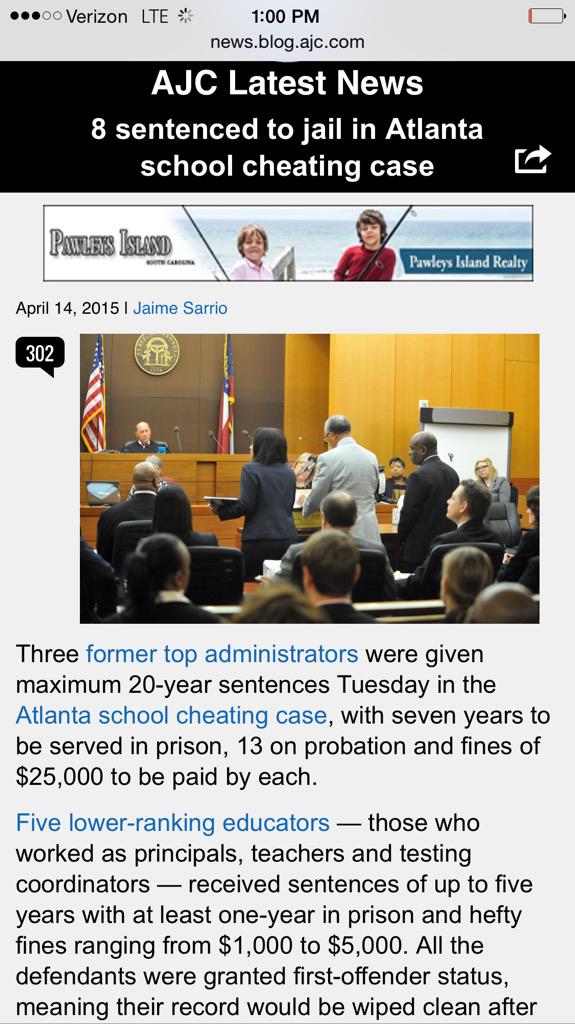 Verizon LTE 1:00 PM
news.blog.ajc.com
AJC Latest News
8 sentenced to jail in Atlanta
school cheating case
PAWLEYS ISLAND
SOUTH CAROLINA
Pawleys Island Realty
April 14, 2015 | Jaime Sarrio
302
Three former top administrators were given
maximum 20-year sentences Tuesday in the
Atlanta school cheating case, with seven years to
be served in prison, 13 on probation and fines of
$25,000 to be paid by each.
Five lower-ranking educators — those who
worked as principals, teachers and testing
coordinators — received sentences of up to five
years with at least one-year in prison and hefty
fines ranging from $1,000 to $5,000. All the
defendants were granted first-offender status,
meaning their record would be wiped clean after